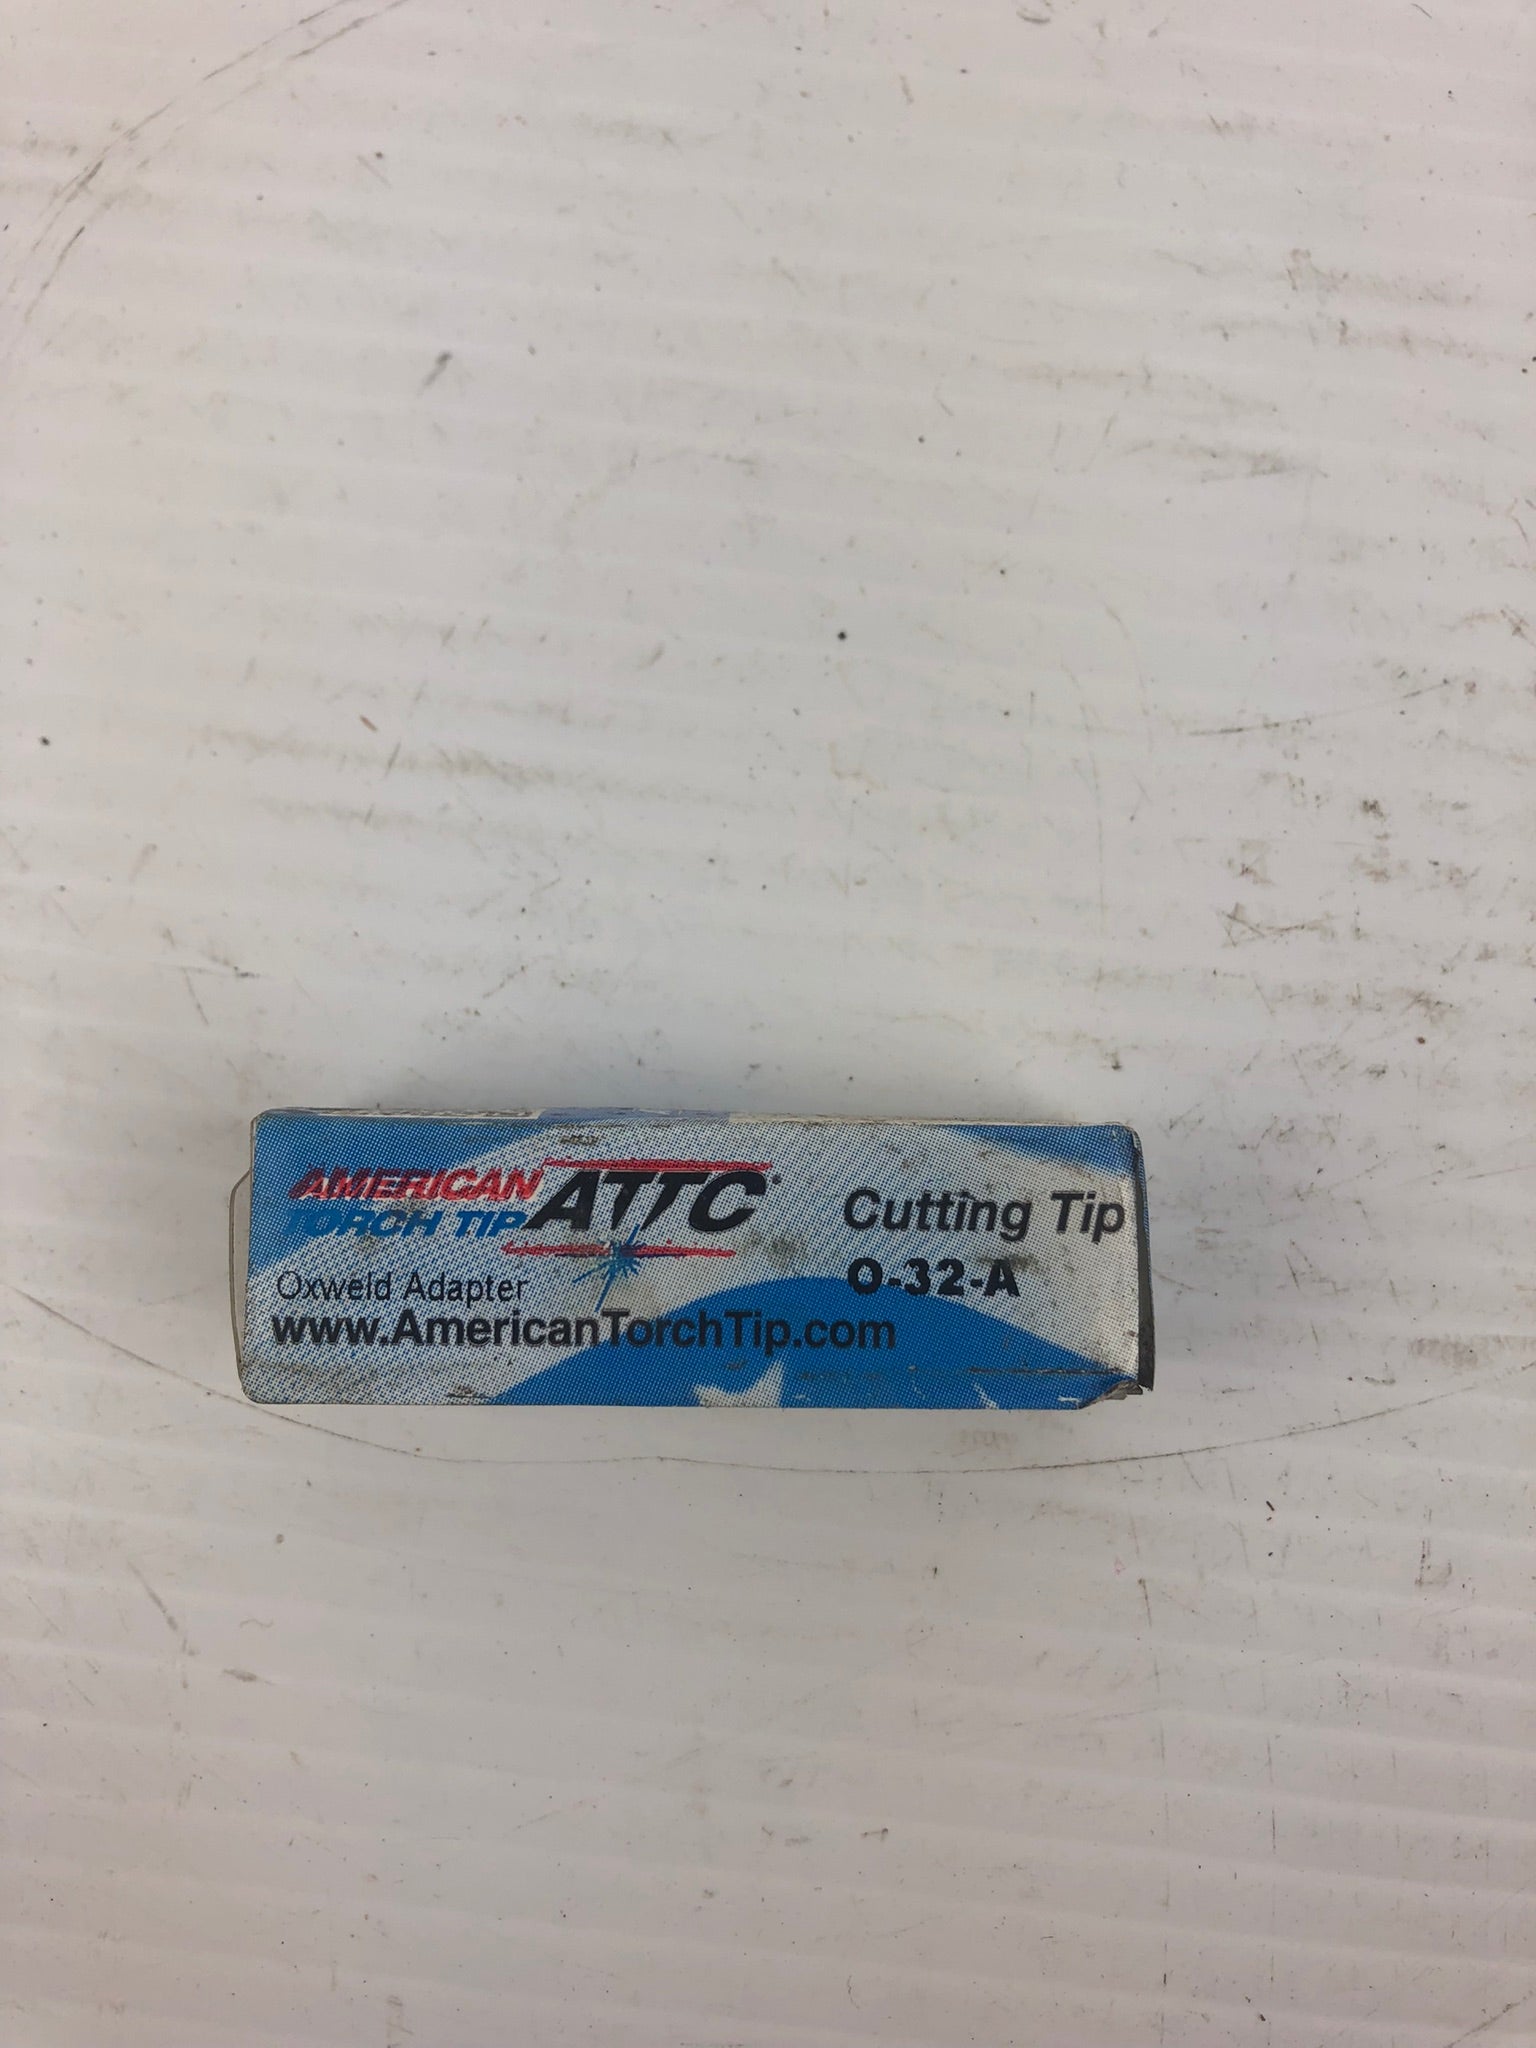 AMERICAN
TORCH TIP
ATTC
Cutting Tip
O-32-A
Oxweld Adapter
www.AmericanTorchTip.com